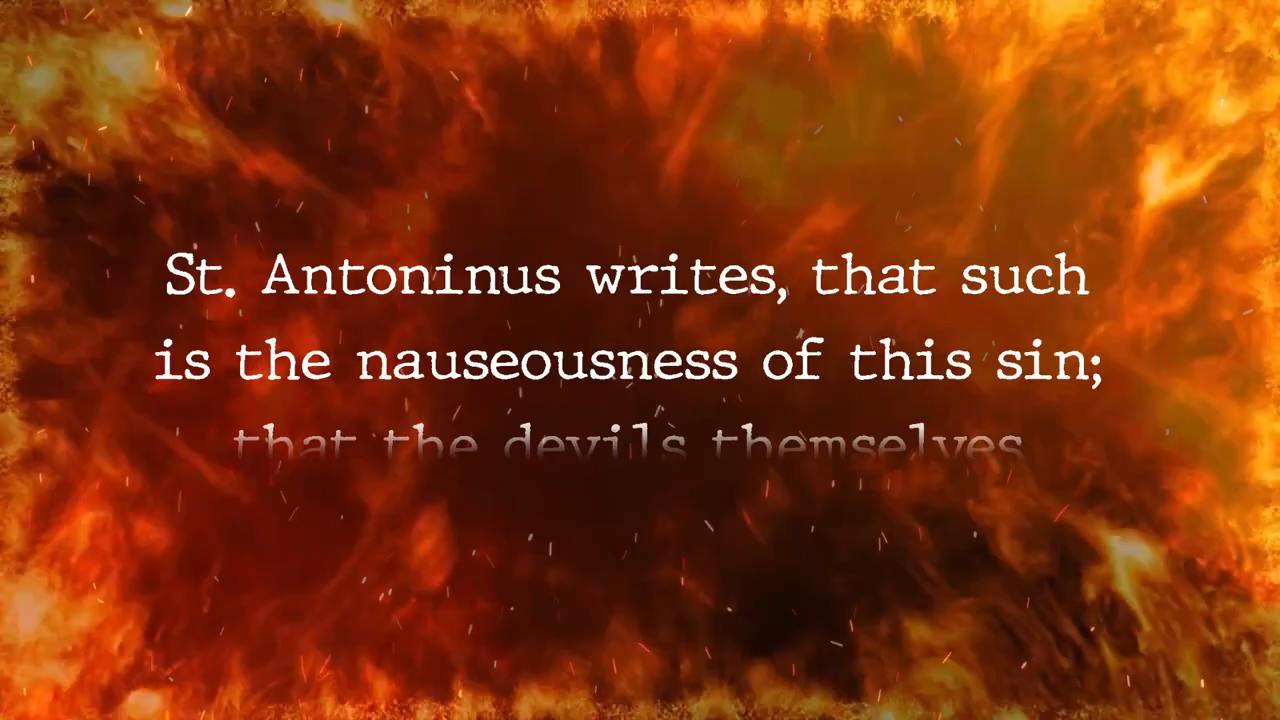 St. Antoninus writes, that such
is the nauseousness of this sin;
that the devils themselves